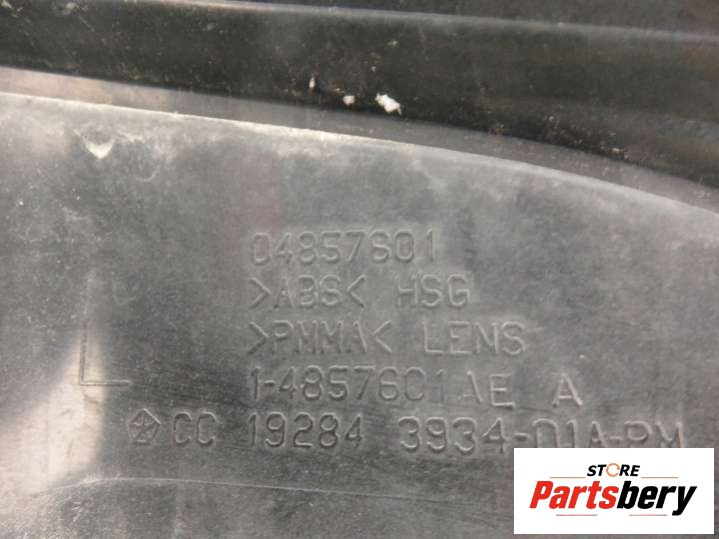 04857601
>ABS< HSG
>PMMA< LENS
L
1-4857601AE A
CC 19284 3934-01A-PM
STORE
Partsbery